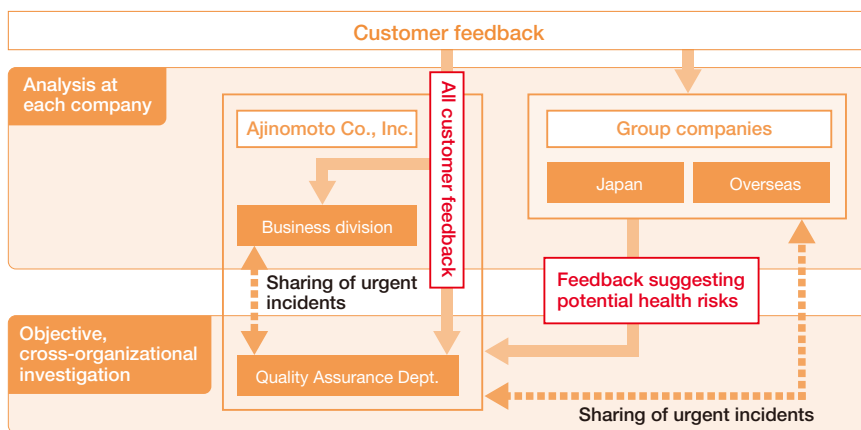 Customer feedback
Analysis at
each company
Ajinomoto Co., Inc.
All customer feedback
Group companies
Japan
Overseas
Business division
Sharing of urgent
incidents
Feedback suggesting
potential health risks
Objective,
cross-organizational
investigation
Quality Assurance Dept.
Sharing of urgent incidents